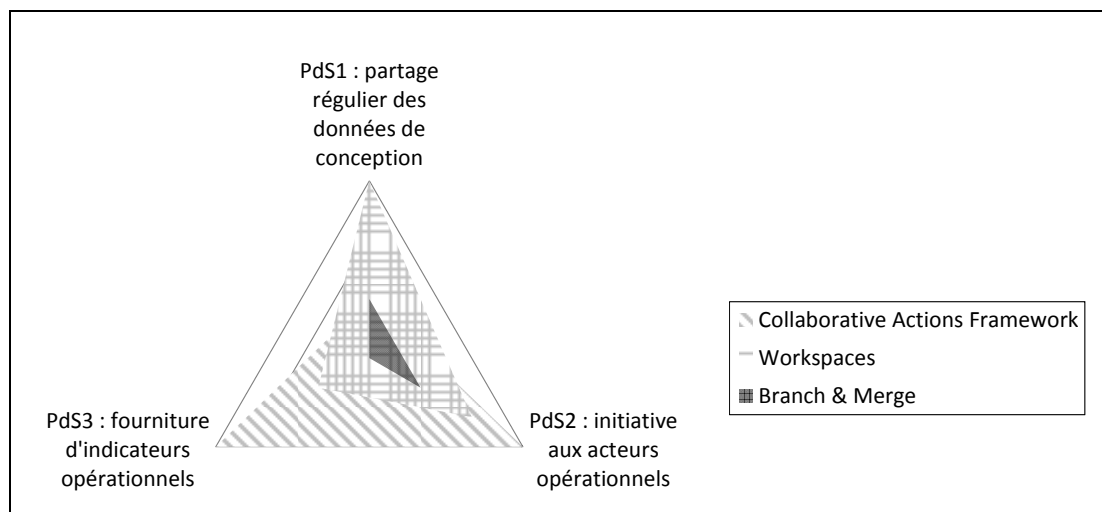 PdS1 : partage
régulier des
données de
conception
Collaborative Actions Framework
Workspaces
Branch & Merge
PdS3 : fourniture
d'indicateurs
opérationnels
PdS2 : initiative
aux acteurs
opérationnels